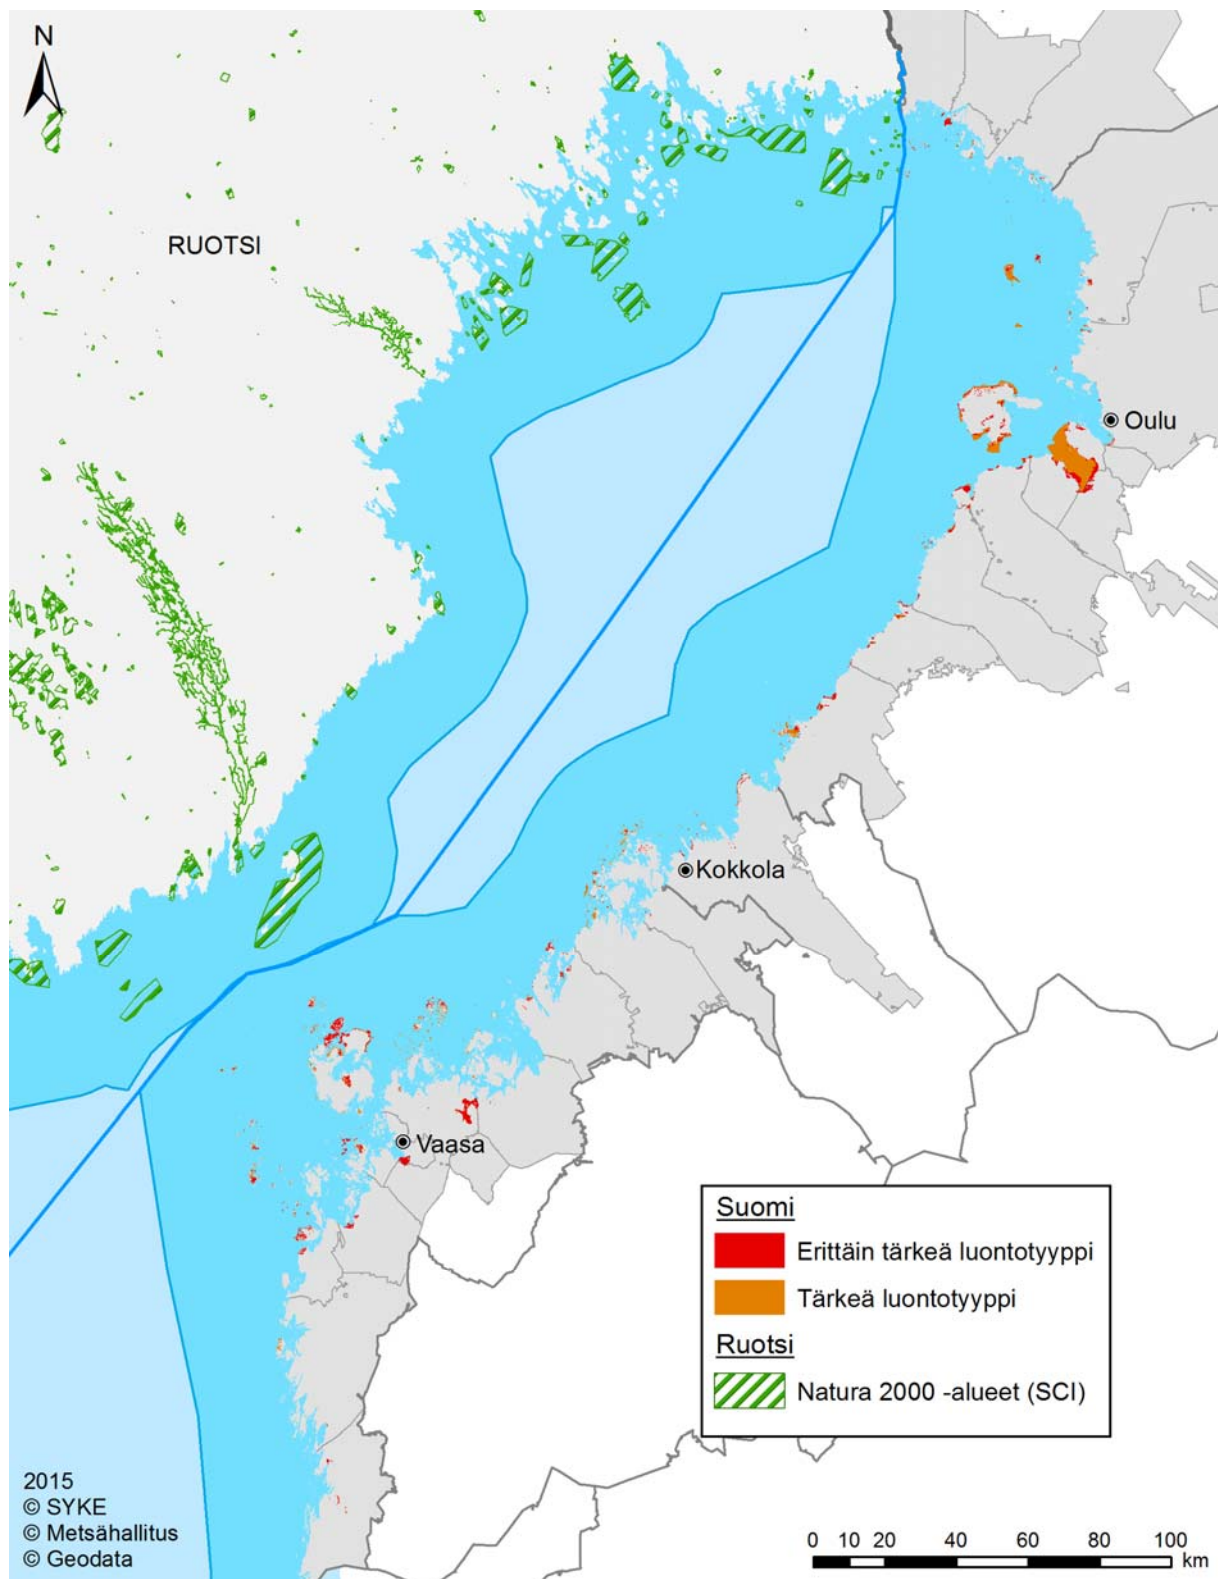 N
RUOTSI
Oulu
Kokkola
Vaasa
Suomi
Erittäin tärkeä luontotyyppi
Tärkeä luontotyyppi
Ruotsi
Natura 2000 -alueet (SCI)
2015
© SYKE
© Metsähallitus
© Geodata
0 10 20 40 60 80 100
km